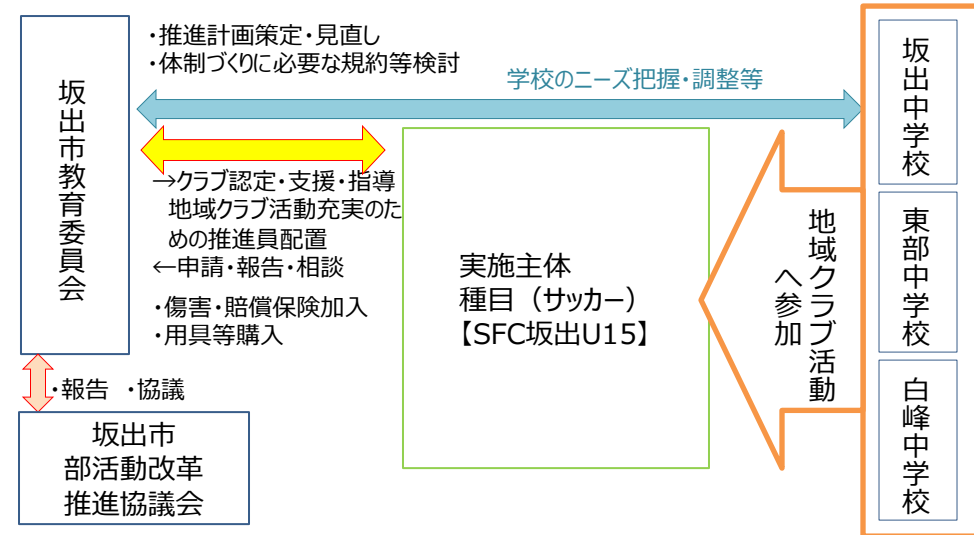 ・推進計画策定・見直し
・体制づくりに必要な規約等検討
学校のニーズ把握・調整等
坂出市教育委員会
→クラブ認定・支援・指導
地域クラブ活動充実のた
めの推進員配置
←申請・報告・相談
・傷害・賠償保険加入
・用具等購入
実施主体
種目（サッカー）
【SFC坂出U15】
地域クラブ活動
へ参加
坂出中学校
東部中学校
白峰中学校
・報告 ・協議
坂出市
部活動改革
推進協議会